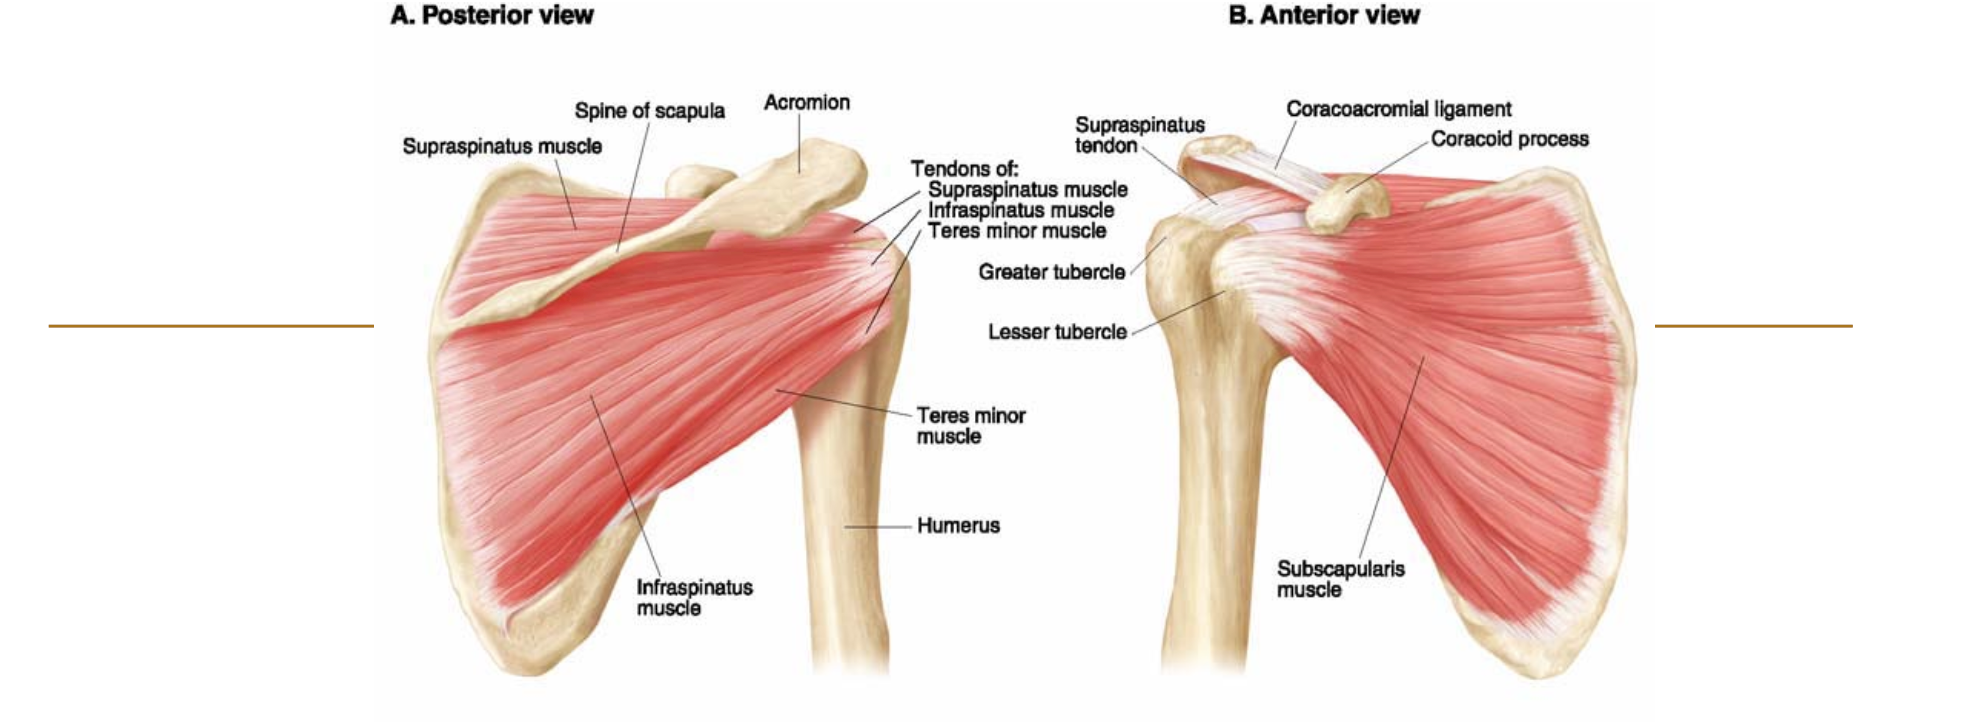 A. Posterior view
Spine of scapula
Acromion
Supraspinatus muscle
Tendons of:
Supraspinatus muscle
Infraspinatus muscle
Teres minor muscle
Teres minor
muscle
Humerus
Infraspinatus
muscle
B. Anterior view
Coracoacromial ligament
Supraspinatus
tendon
Coracoid process
Greater tubercle
Lesser tubercle
Subscapularis
muscle